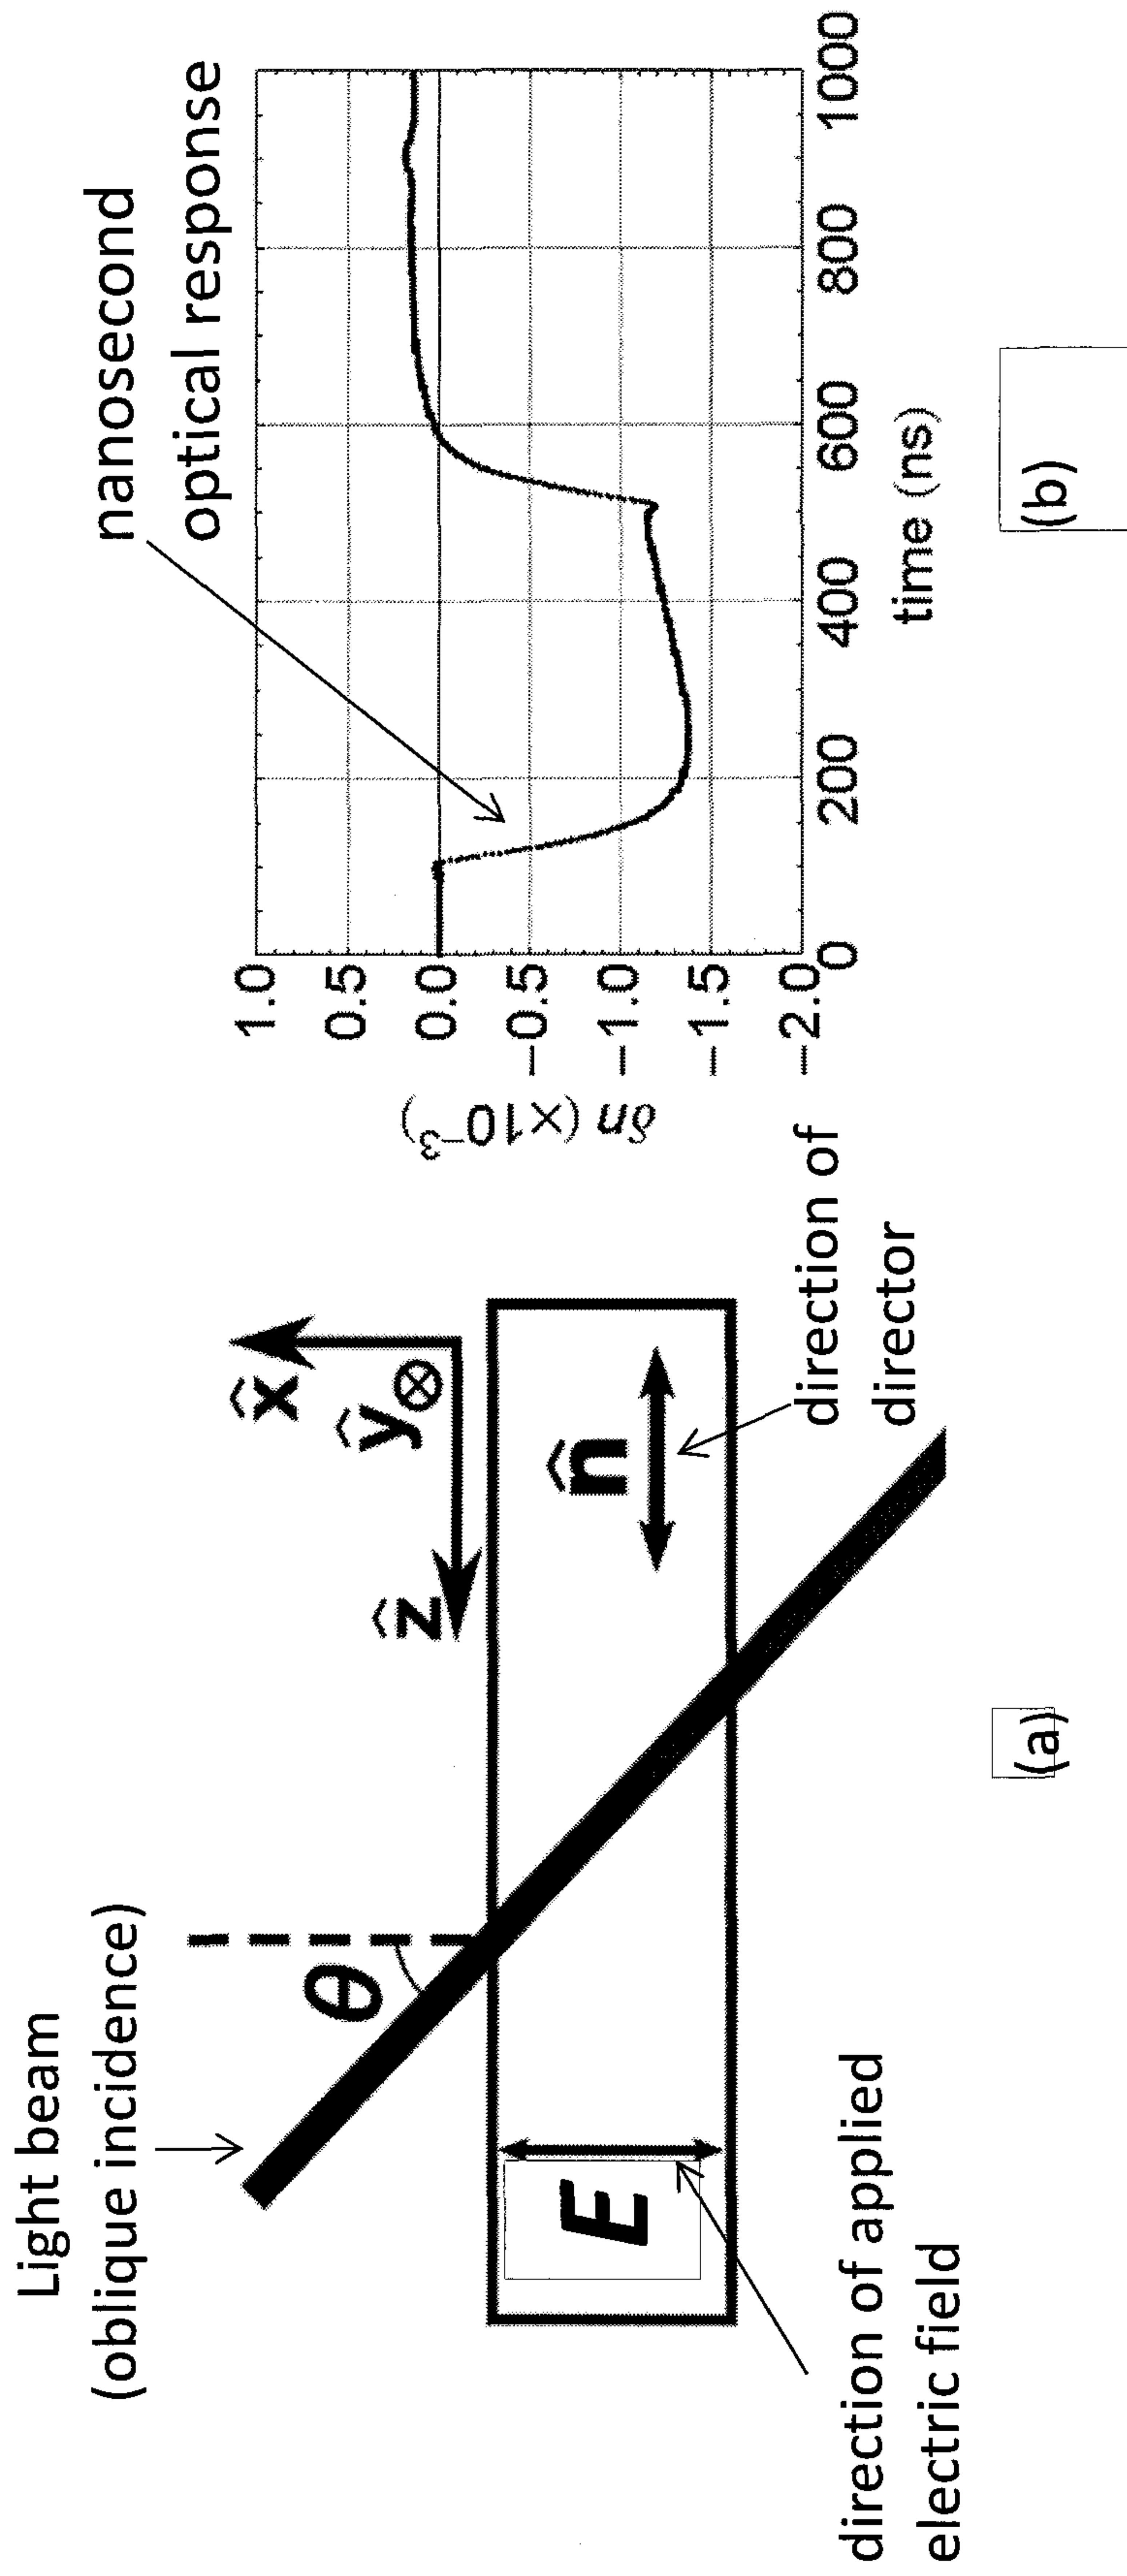 Light beam
(oblique incidence)
θ
x̂
ŷ
ẑ
E
n̂
direction of applied
electric field
direction of
director
(a)
nanosecond
optical response
δn (×10⁻³)
1.0
0.5
0.0
−0.5
−1.0
−1.5
−2.0
0 200 400 600 800 1000
time (ns)
(b)